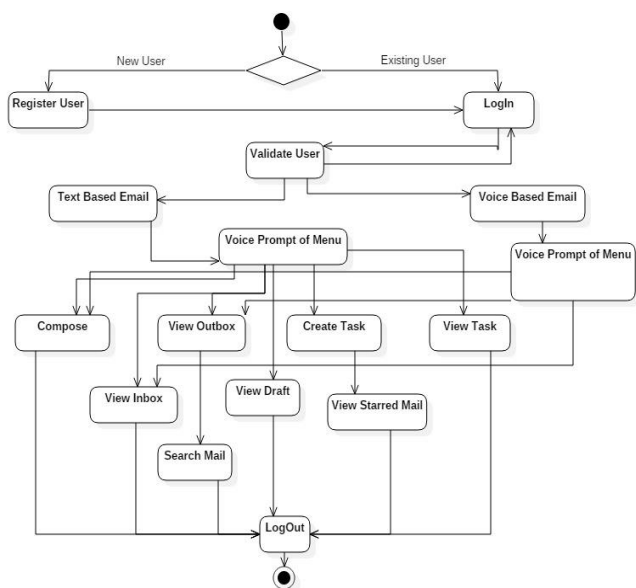 New User
Existing User
Register User
LogIn
Validate User
Text Based Email
Voice Based Email
Voice Prompt of Menu
Voice Prompt of Menu
Compose
View Outbox
Create Task
View Task
View Inbox
View Draft
View Starred Mail
Search Mail
LogOut